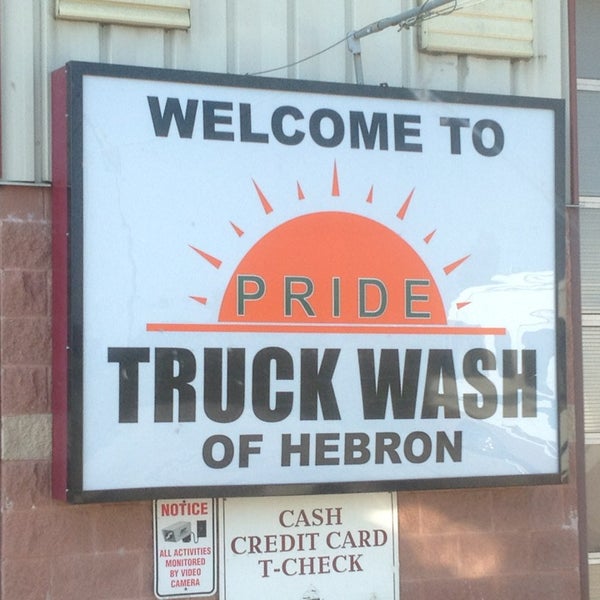 WELCOME TO
PRIDE
TRUCK WASH
OF HEBRON
NOTICE
ALL ACTIVITIES
MONITORED
BY VIDEO
CAMERA
CASH
CREDIT CARD
T-CHECK